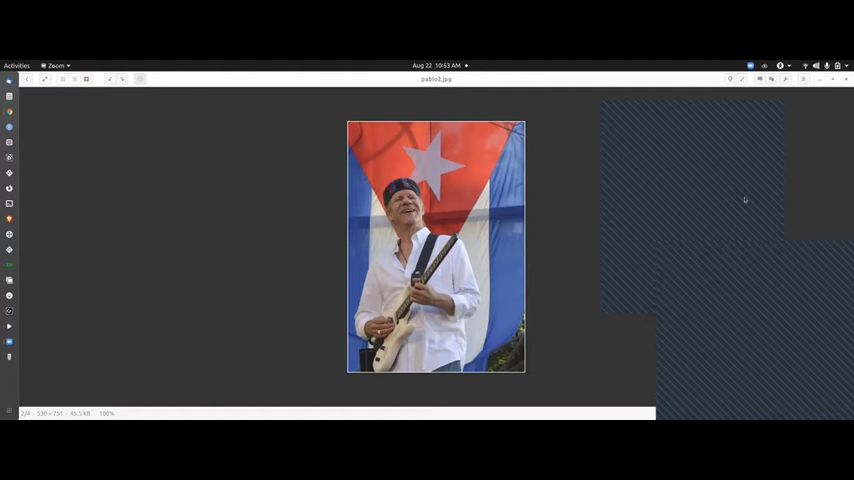 Activities Zoom Aug 22 10:53 AM
pablo2.jpg
2/4 · 530 × 751 · 45.5 kB 100%